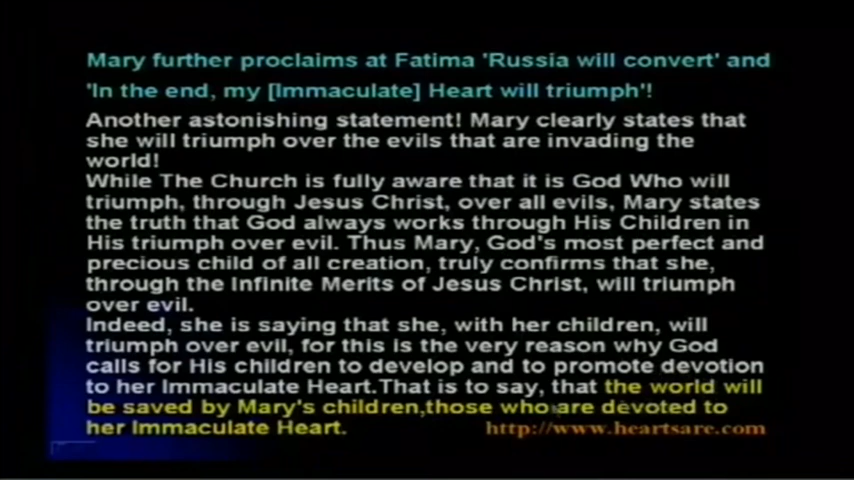 Mary further proclaims at Fatima 'Russia will convert' and
'In the end, my [Immaculate] Heart will triumph'!
Another astonishing statement! Mary clearly states that
she will triumph over the evils that are invading the
world!
While The Church is fully aware that it is God Who will
triumph, through Jesus Christ, over all evils, Mary states
the truth that God always works through His Children in
His triumph over evil. Thus Mary, God's most perfect and
precious child of all creation, truly confirms that she,
through the Infinite Merits of Jesus Christ, will triumph
over evil.
Indeed, she is saying that she, with her children, will
triumph over evil, for this is the very reason why God
calls for His children to develop and to promote devotion
to her Immaculate Heart.That is to say, that the world will
be saved by Mary's children,those who are devoted to
her Immaculate Heart. http://www.heartsare.com